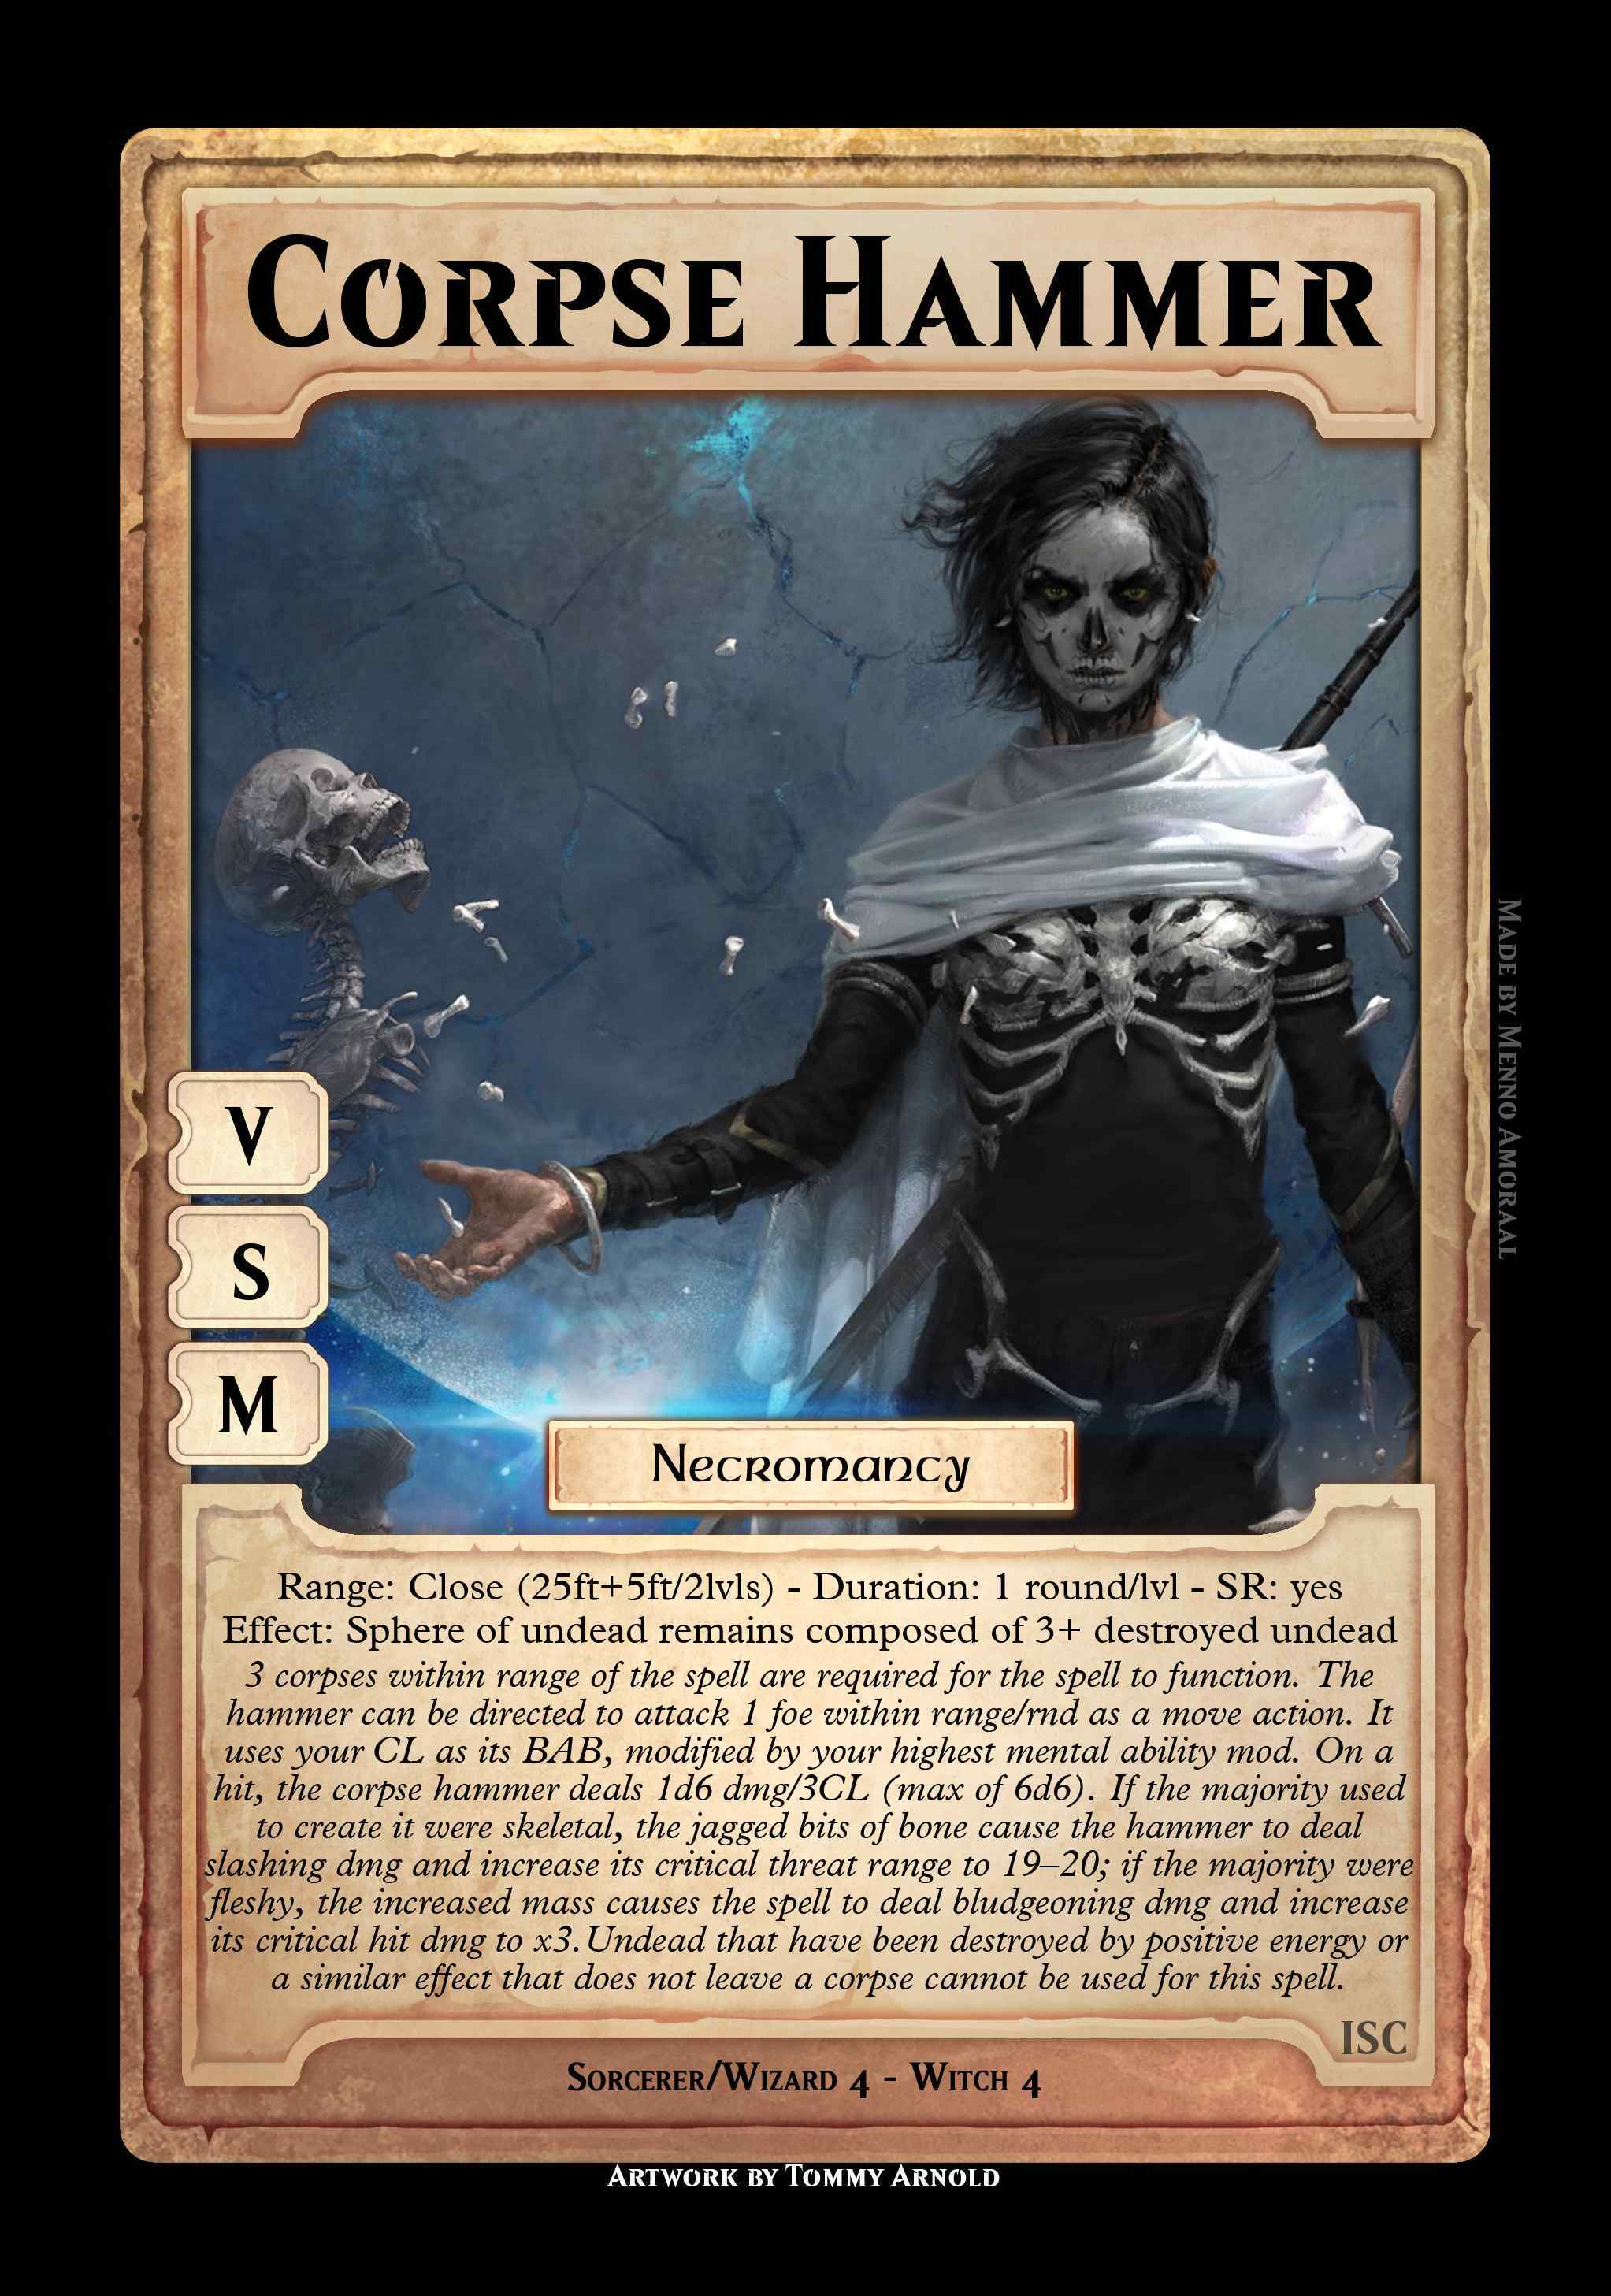 Corpse Hammer
V
S
M
Necromancy
Range: Close (25ft+5ft/2lvls) - Duration: 1 round/lvl - SR: yes
Effect: Sphere of undead remains composed of 3+ destroyed undead
3 corpses within range of the spell are required for the spell to function. The
hammer can be directed to attack 1 foe within range/rnd as a move action. It
uses your CL as its BAB, modified by your highest mental ability mod. On a
hit, the corpse hammer deals 1d6 dmg/3CL (max of 6d6). If the majority used
to create it were skeletal, the jagged bits of bone cause the hammer to deal
slashing dmg and increase its critical threat range to 19–20; if the majority were
fleshy, the increased mass causes the spell to deal bludgeoning dmg and increase
its critical hit dmg to x3. Undead that have been destroyed by positive energy or
a similar effect that does not leave a corpse cannot be used for this spell.
ISC
Sorcerer/Wizard 4 - Witch 4
Artwork by Tommy Arnold
Made by Menno Amoraal